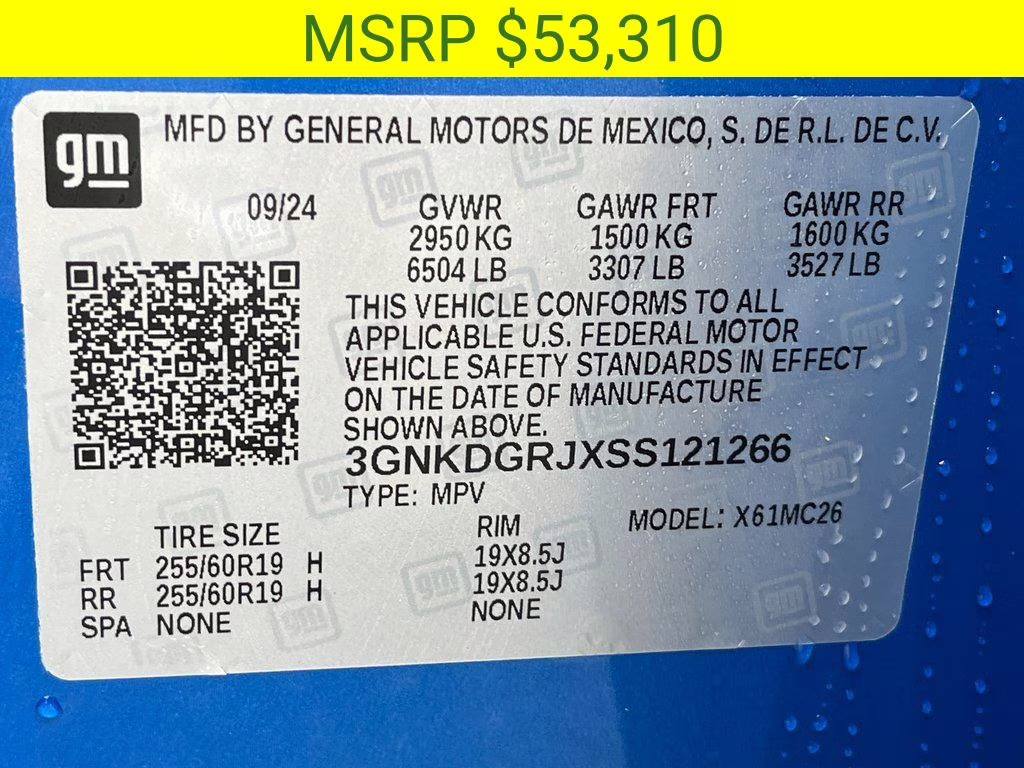 MSRP $53,310
gm
MFD BY GENERAL MOTORS DE MEXICO, S. DE R.L. DE C.V.
09/24 GVWR GAWR FRT GAWR RR
2950 KG 1500 KG 1600 KG
6504 LB 3307 LB 3527 LB
THIS VEHICLE CONFORMS TO ALL
APPLICABLE U.S. FEDERAL MOTOR
VEHICLE SAFETY STANDARDS IN EFFECT
ON THE DATE OF MANUFACTURE
SHOWN ABOVE.
3GNKDGRJXSS121266
TYPE: MPV
TIRE SIZE RIM MODEL: X61MC26
FRT 255/60R19 H 19X8.5J
RR 255/60R19 H 19X8.5J
SPA NONE NONE